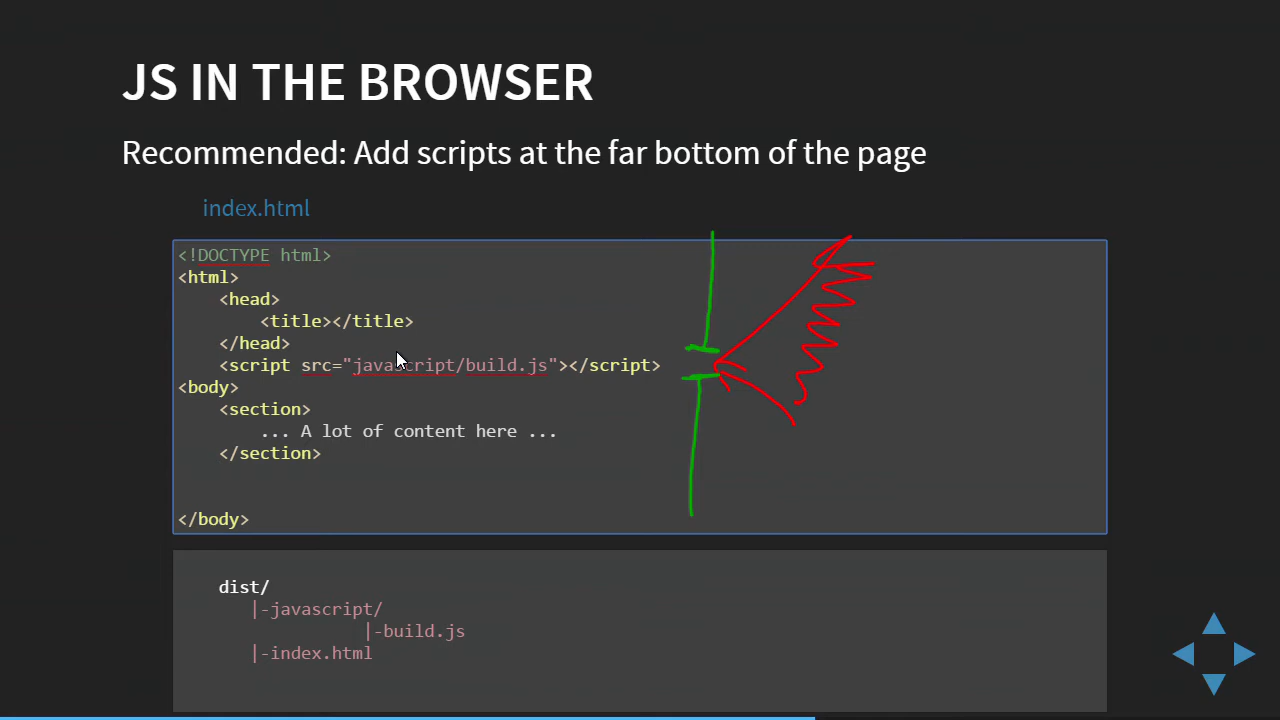 JS IN THE BROWSER
Recommended: Add scripts at the far bottom of the page
index.html
<!DOCTYPE html>
<html>
    <head>
        <title></title>
    </head>
    <script src="javascript/build.js"></script>
<body>
    <section>
        ... A lot of content here ...
    </section>
</body>
dist/
   |-javascript/
              |-build.js
   |-index.html